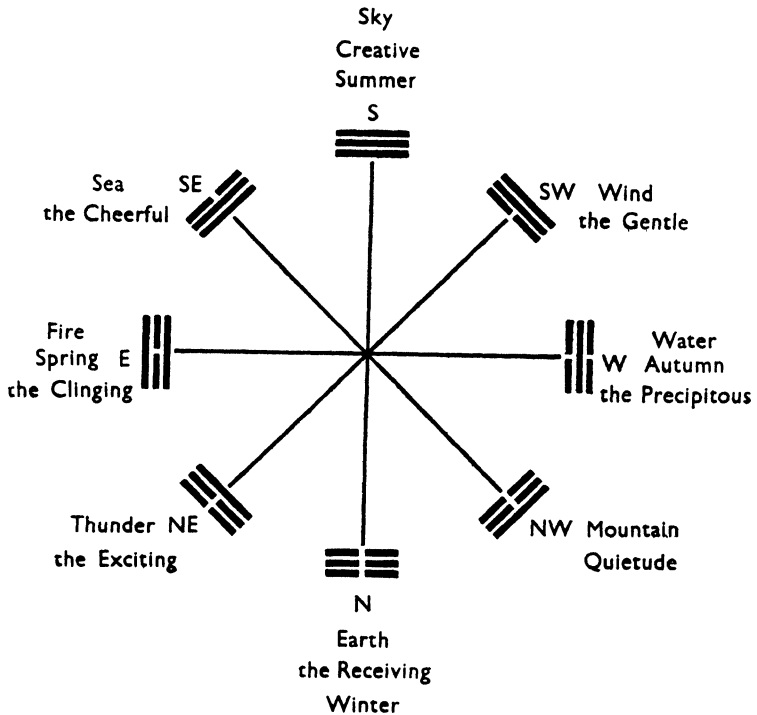 Sky
Creative
Summer
S
Sea SE
the Cheerful
SW Wind
the Gentle
Fire
Spring E
the Clinging
Water
W Autumn
the Precipitous
Thunder NE
the Exciting
NW Mountain
Quietude
N
Earth
the Receiving
Winter